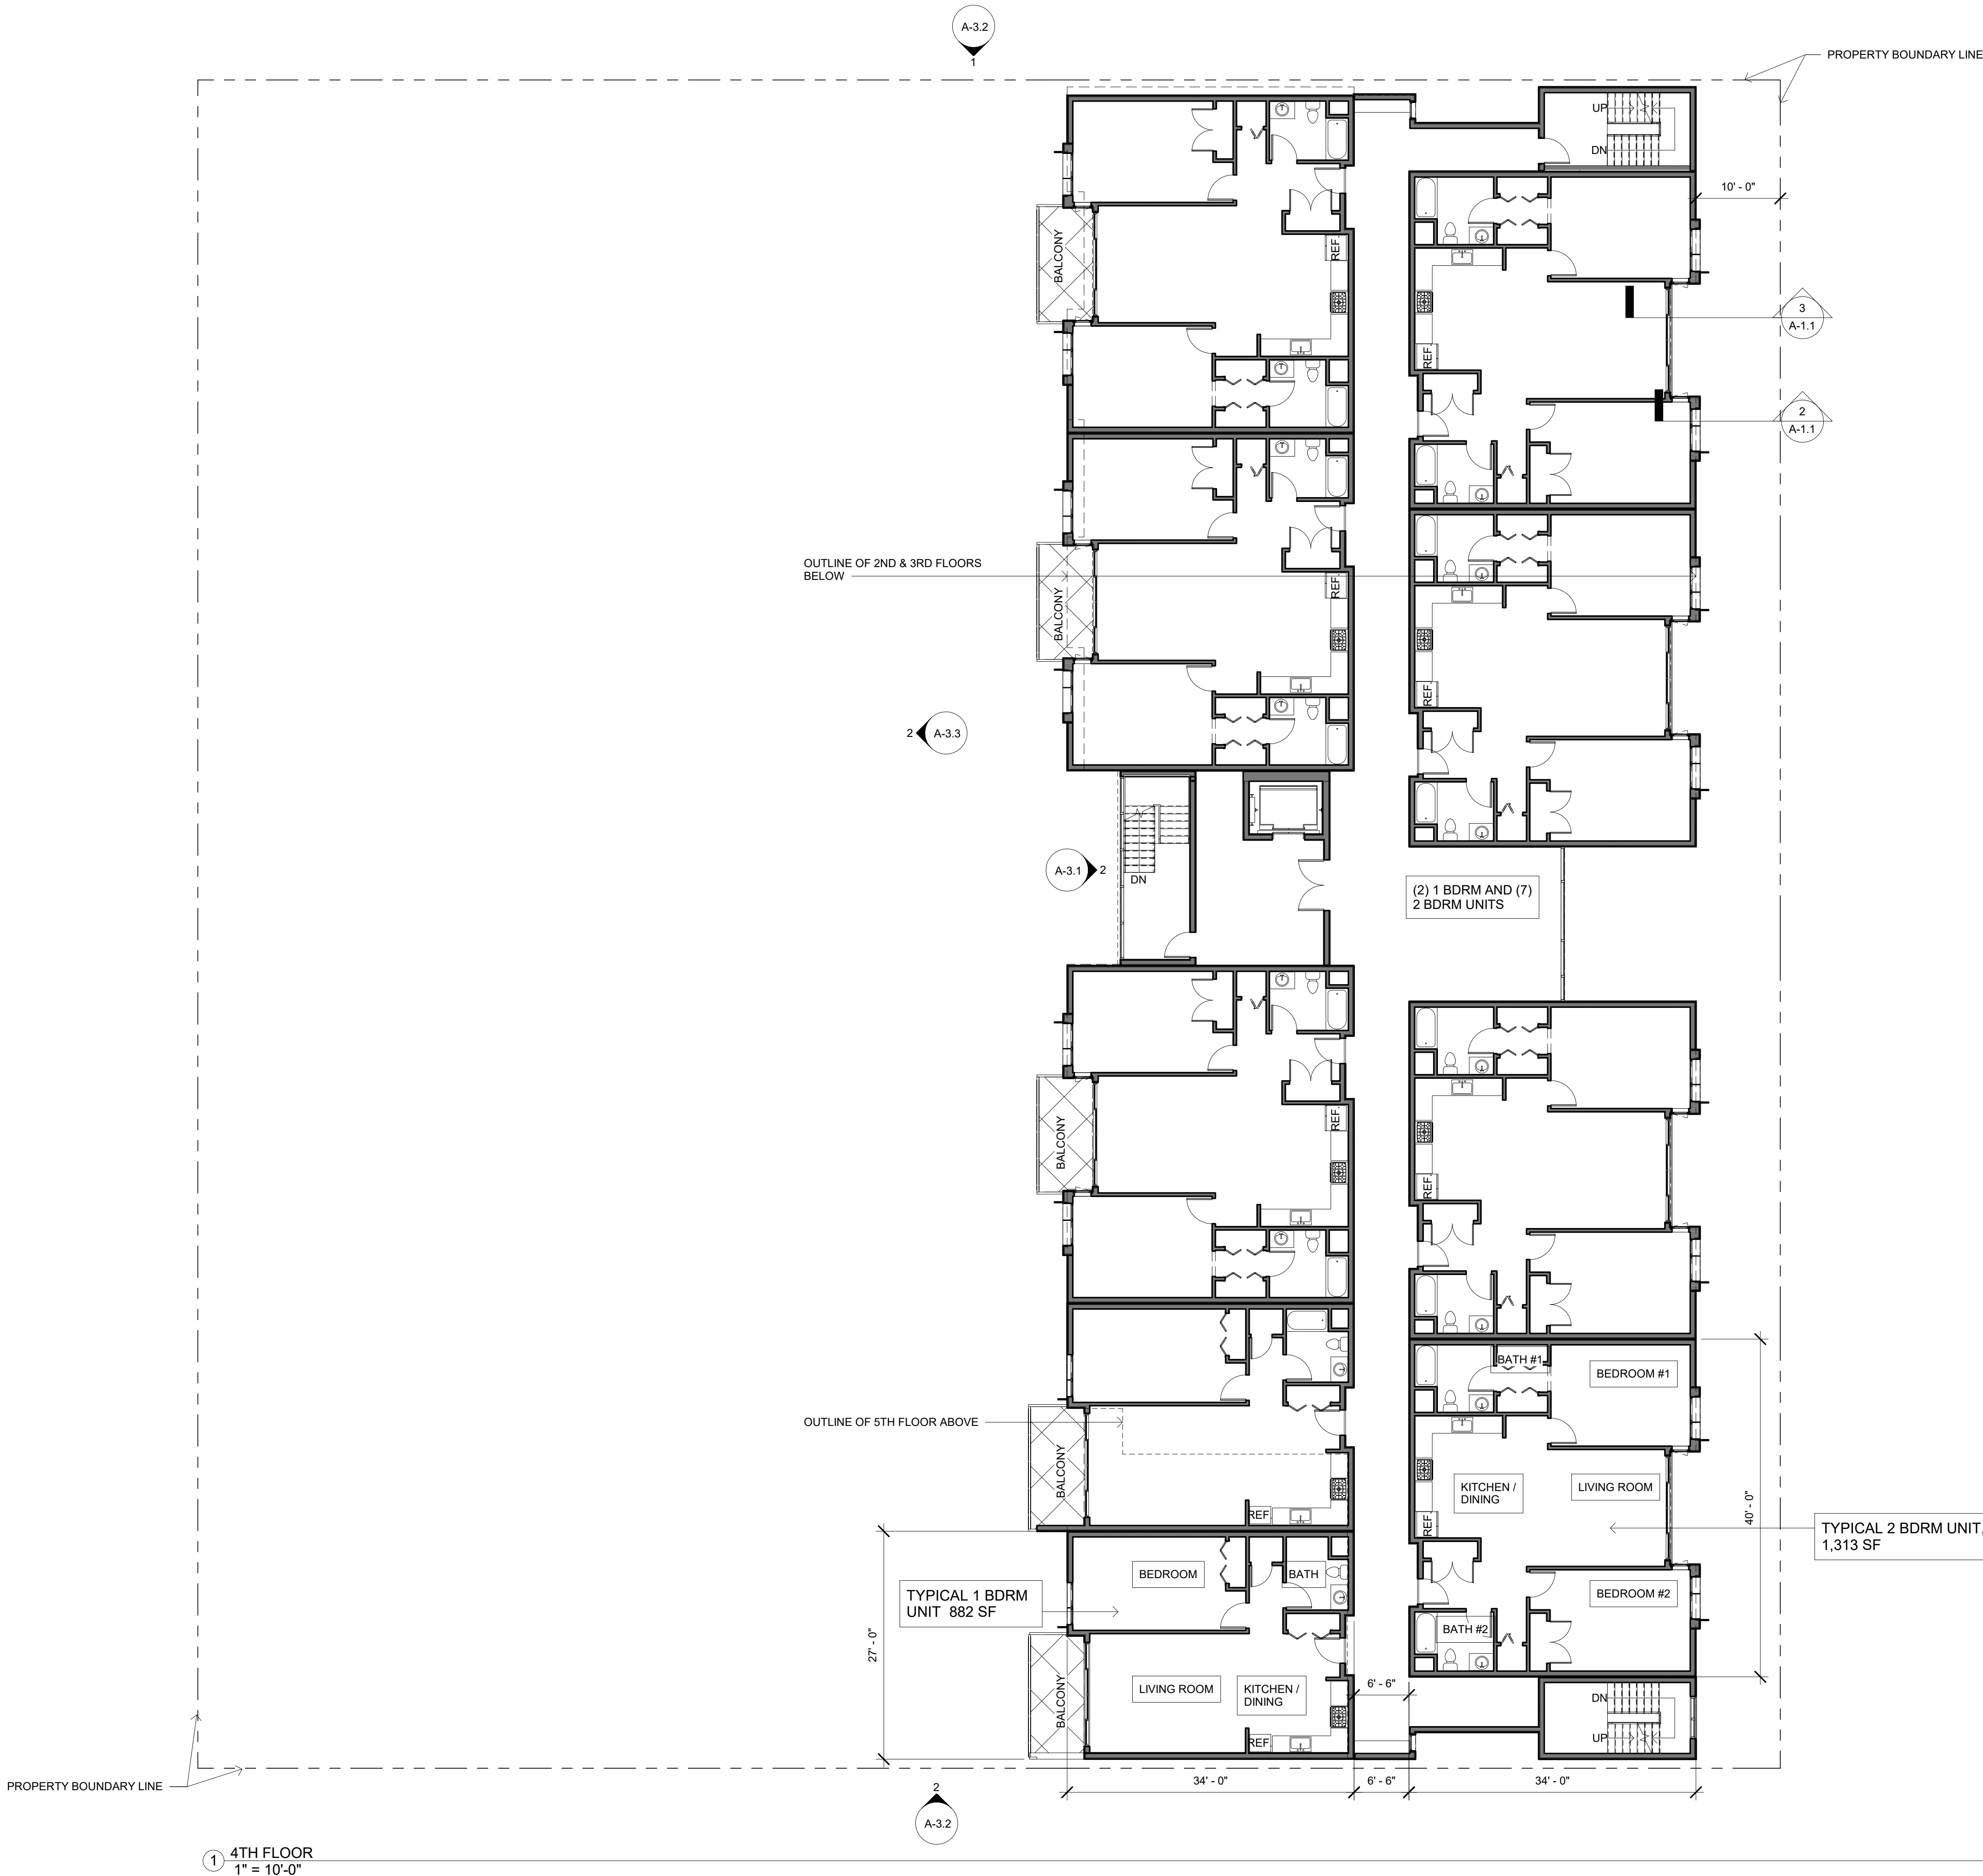 A-3.2
1
PROPERTY BOUNDARY LINE
UP
DN
10' - 0"
BALCONY
REF.
3
A-1.1
REF.
2
A-1.1
OUTLINE OF 2ND & 3RD FLOORS
BELOW
BALCONY
REF.
REF.
2
A-3.3
A-3.1
2
DN
(2) 1 BDRM AND (7)
2 BDRM UNITS
BALCONY
REF.
REF.
BATH #1
BEDROOM #1
OUTLINE OF 5TH FLOOR ABOVE
BALCONY
REF.
KITCHEN /
DINING
LIVING ROOM
REF.
40' - 0"
TYPICAL 2 BDRM UNIT,
1,313 SF
BEDROOM
BATH
TYPICAL 1 BDRM
UNIT 882 SF
BEDROOM #2
BATH #2
27' - 0"
LIVING ROOM
KITCHEN /
DINING
BALCONY
REF.
6' - 6"
DN
UP
PROPERTY BOUNDARY LINE
34' - 0"
6' - 6"
34' - 0"
2
A-3.2
1
4TH FLOOR
1" = 10'-0"